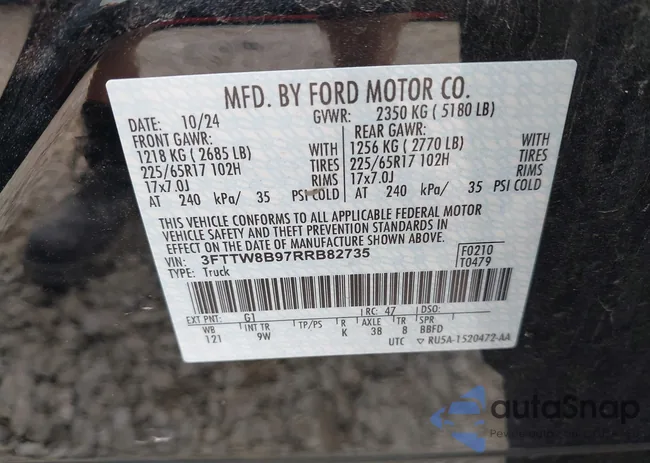 MFD. BY FORD MOTOR CO.
DATE: 10/24 GVWR: 2350 KG ( 5180 LB)
FRONT GAWR: REAR GAWR:
1218 KG ( 2685 LB) WITH 1256 KG ( 2770 LB) WITH
225/65R17 102H TIRES 225/65R17 102H TIRES
17x7.0J RIMS 17x7.0J RIMS
AT 240 kPa/ 35 PSI COLD AT 240 kPa/ 35 PSI COLD
THIS VEHICLE CONFORMS TO ALL APPLICABLE FEDERAL MOTOR
VEHICLE SAFETY AND THEFT PREVENTION STANDARDS IN
EFFECT ON THE DATE OF MANUFACTURE SHOWN ABOVE.
VIN: 3FTTW8B97RRB82735 F0210
TYPE: Truck T0479
EXT PNT: G1 RC: 47 DSO:
WB INT TR TP/PS R AXLE TR SPR
121 9W K 38 8 BBFD
UTC ▽ RU5A-1520472-AA
autoSnap